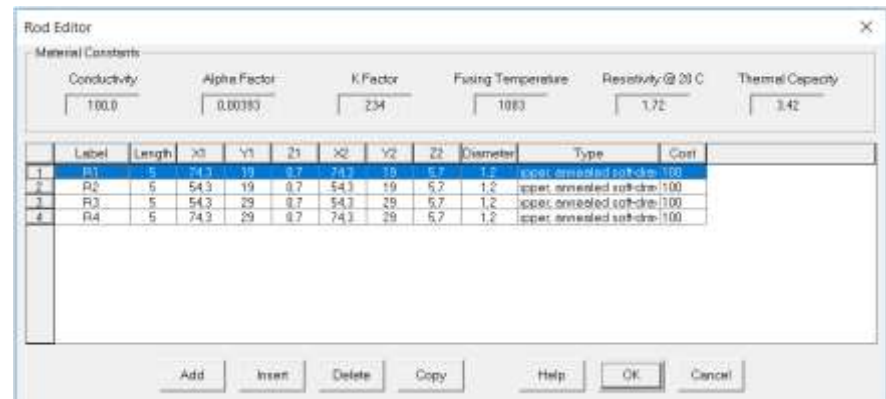 Rod Editor
Material Constants
Conductivity Alpha Factor K Factor Fusing Temperature Resistivity @ 20 C Thermal Capacity
100.0 0.00393 234 1083 1.72 3.42
Label Length X1 Y1 Z1 X2 Y2 Z2 Diameter Type Cost
1 R1 5 74,3 19 0,7 74,3 19 5,7 1,2 opper, annealed soft-dra 100
2 R2 5 54,3 19 0,7 54,3 19 5,7 1,2 opper, annealed soft-dra 100
3 R3 5 54,3 29 0,7 54,3 29 5,7 1,2 opper, annealed soft-dra 100
4 R4 5 74,3 29 0,7 74,3 29 5,7 1,2 opper, annealed soft-dra 100
Add Insert Delete Copy Help OK Cancel